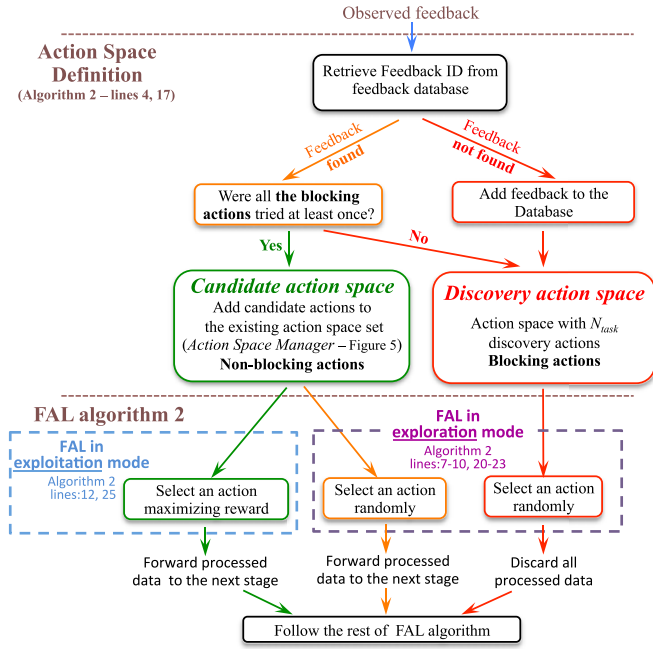 Observed feedback
Action Space
Definition
(Algorithm 2 – lines 4, 17)
Retrieve Feedback ID from
feedback database
Feedback
found
Feedback
not found
Were all the blocking
actions tried at least once?
Add feedback to the
Database
Yes
No
Candidate action space
Add candidate actions to
the existing action space set
(Action Space Manager – Figure 5)
Non-blocking actions
Discovery action space
Action space with N_task
discovery actions
Blocking actions
FAL algorithm 2
FAL in
exploitation mode
Algorithm 2
lines:12, 25
FAL in
exploration mode
Algorithm 2
lines:7-10, 20-23
Select an action
maximizing reward
Select an action
randomly
Select an action
randomly
Forward processed
data to the next stage
Forward processed
data to the next stage
Discard all
processed data
Follow the rest of FAL algorithm